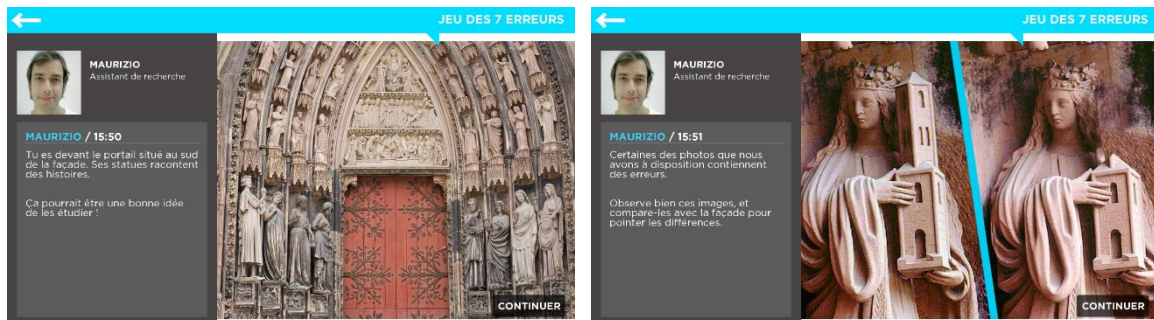 JEU DES 7 ERREURS
MAURIZIO
Assistant de recherche
MAURIZIO / 15:50
Tu es devant le portail situé au sud
de la façade. Ses statues racontent
des histoires.
Ça pourrait être une bonne idée
de les étudier !
CONTINUER
JEU DES 7 ERREURS
MAURIZIO
Assistant de recherche
MAURIZIO / 15:51
Certaines des photos que nous
avons à disposition contiennent
des erreurs.
Observe bien ces images, et
compare-les avec la façade pour
pointer les différences.
CONTINUER